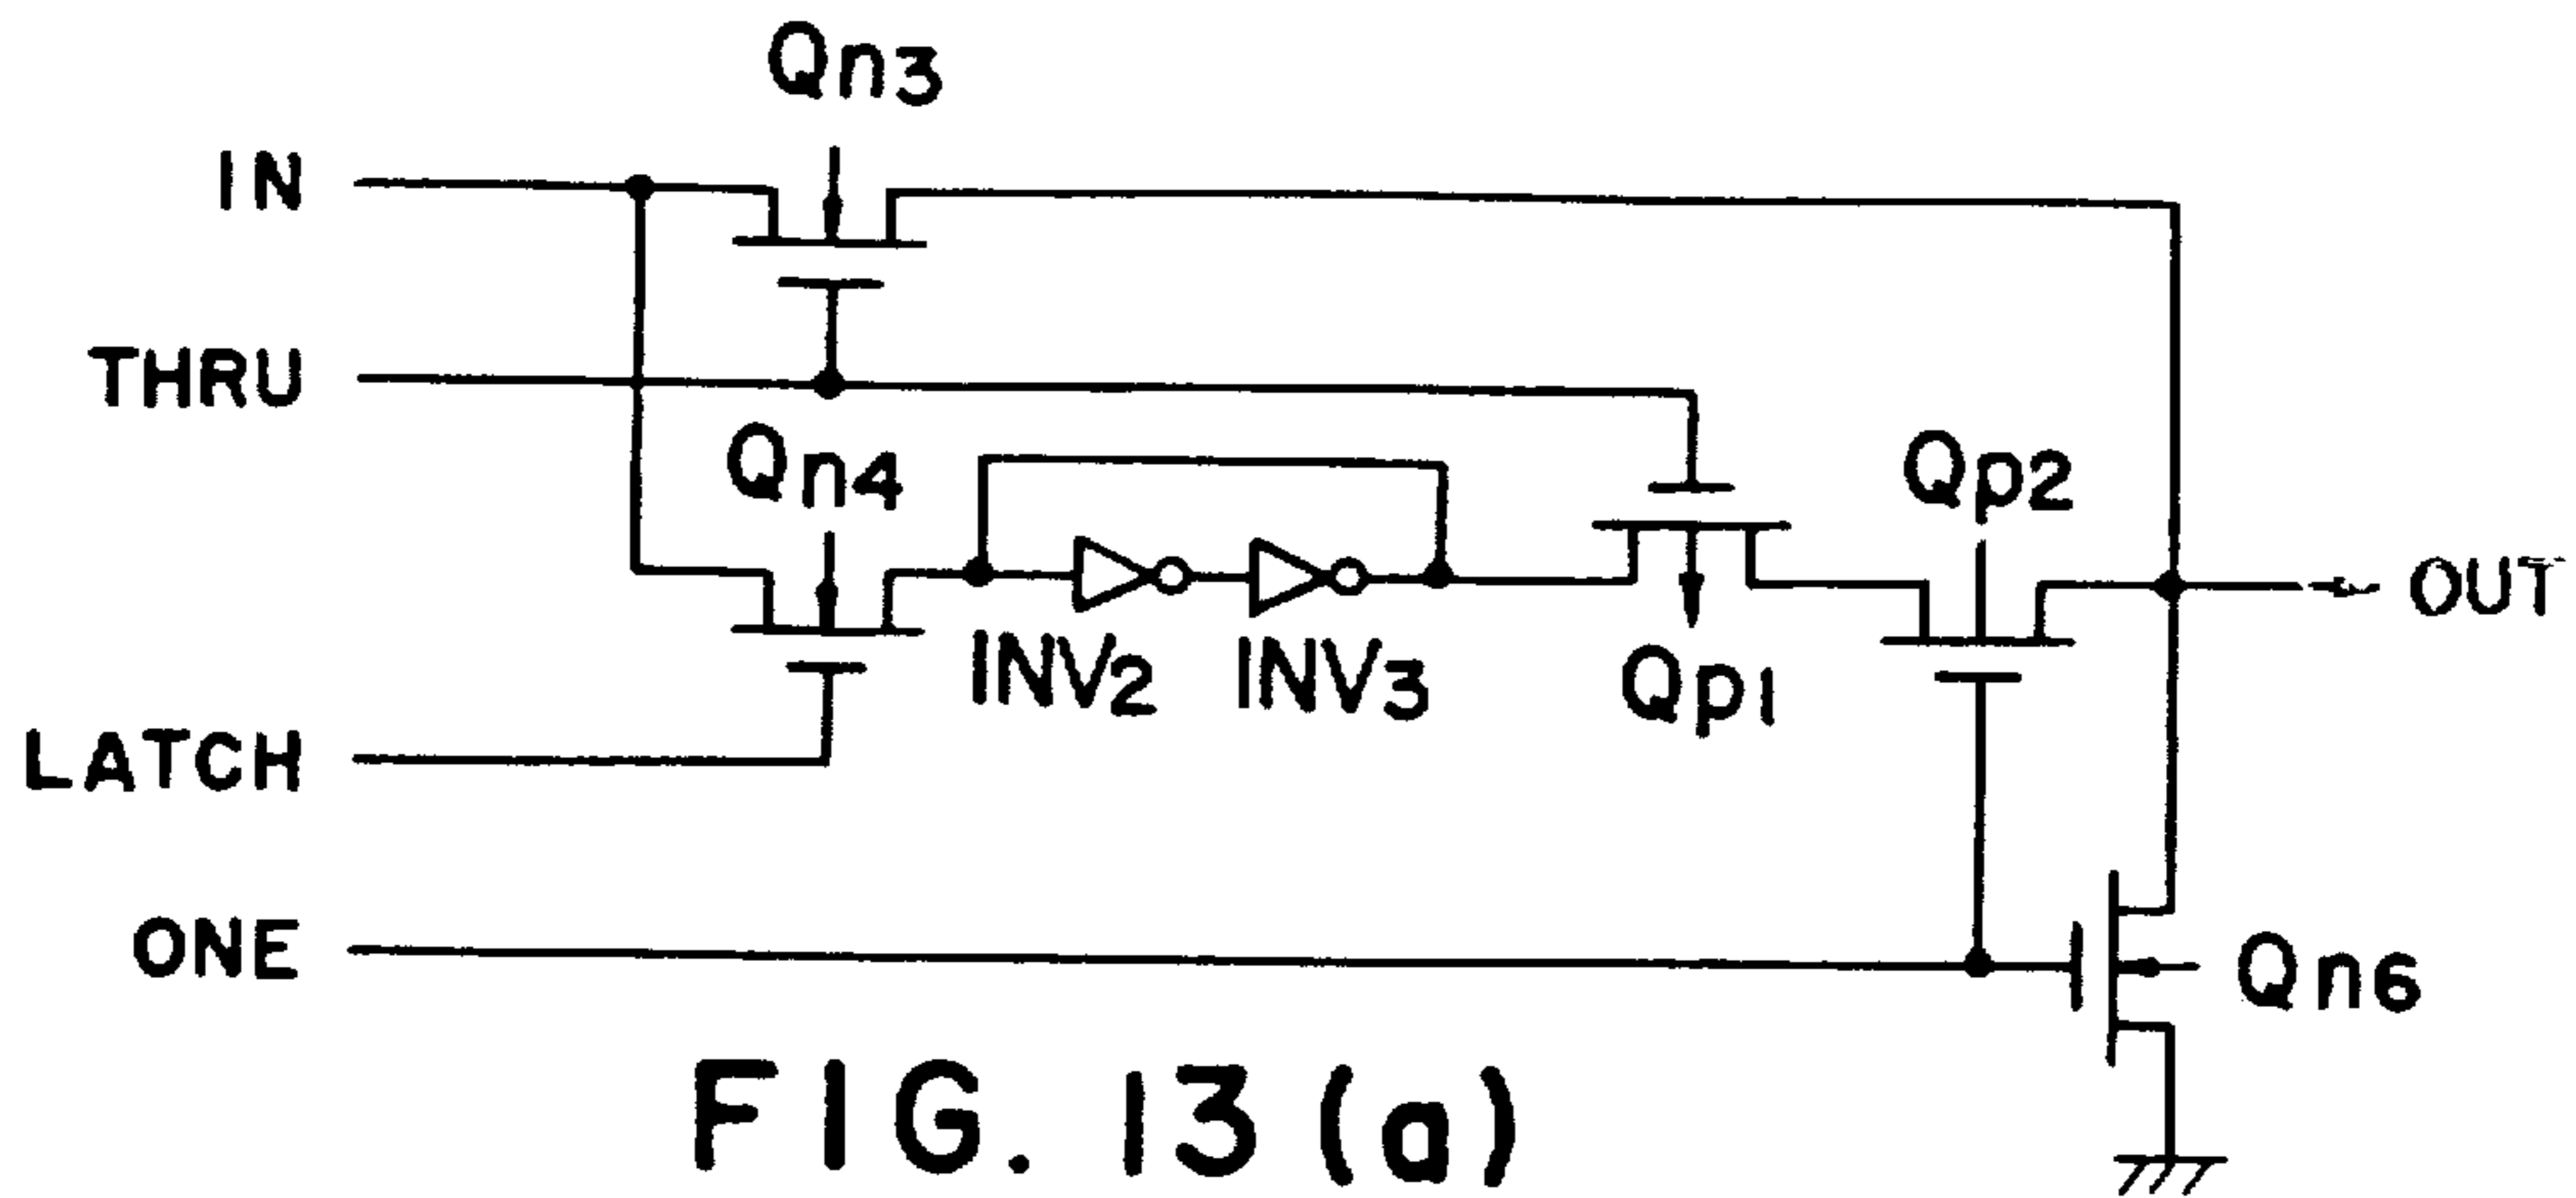 Qn3
IN
THRU
Qn4
Qp2
OUT
INV2
INV3
Qp1
LATCH
ONE
Qn6
FIG. 13 (a)